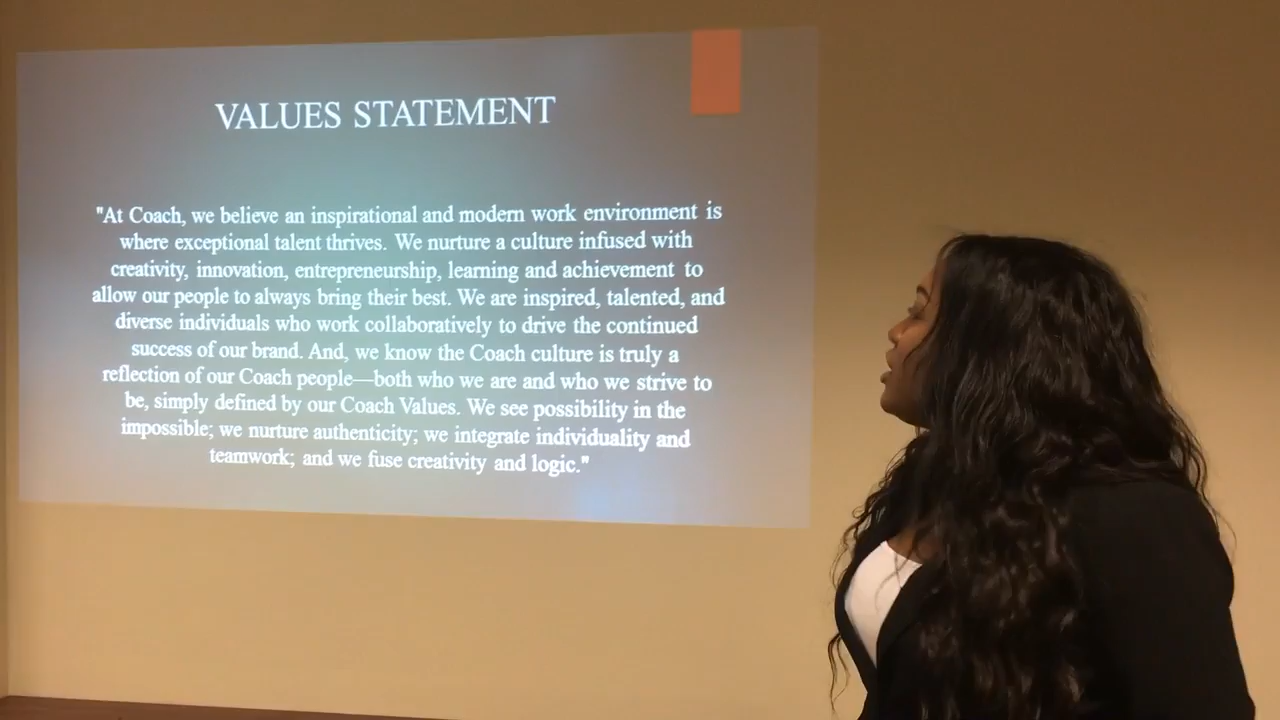 VALUES STATEMENT
"At Coach, we believe an inspirational and modern work environment is
where exceptional talent thrives. We nurture a culture infused with
creativity, innovation, entrepreneurship, learning and achievement to
allow our people to always bring their best. We are inspired, talented, and
diverse individuals who work collaboratively to drive the continued
success of our brand. And, we know the Coach culture is truly a
reflection of our Coach people—both who we are and who we strive to
be, simply defined by our Coach Values. We see possibility in the
impossible; we nurture authenticity; we integrate individuality and
teamwork; and we fuse creativity and logic."